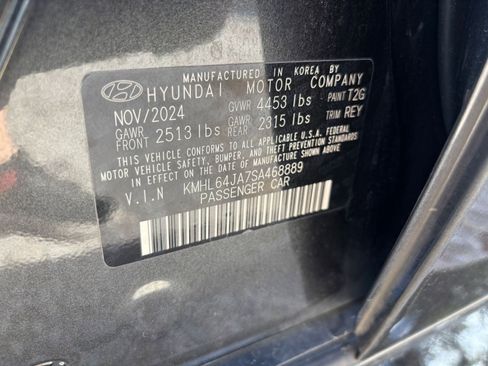 MANUFACTURED IN KOREA BY
HYUNDAI MOTOR COMPANY
NOV/2024 GVWR 4453 lbs PAINT T2G
GAWR FRONT 2513 lbs GAWR REAR 2315 lbs TRIM REY
THIS VEHICLE CONFORMS TO ALL APPLICABLE U.S.A. FEDERAL
MOTOR VEHICLE SAFETY, BUMPER, AND THEFT PREVENTION STANDARDS
IN EFFECT ON THE DATE OF MANUFACTURE SHOWN ABOVE.
V.I.N KMHL64JA7SA468889
PASSENGER CAR